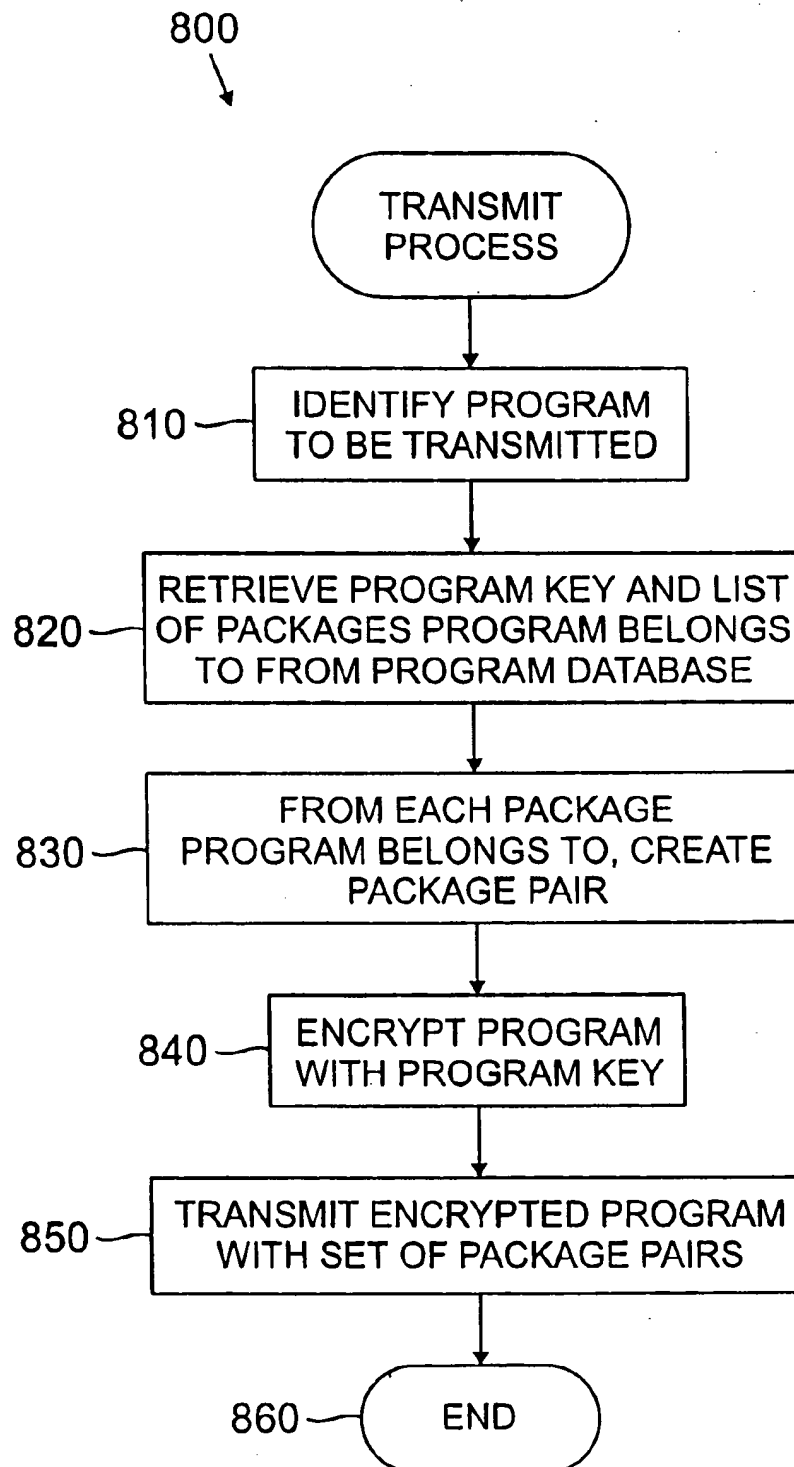 800
TRANSMIT
PROCESS
810
IDENTIFY PROGRAM
TO BE TRANSMITTED
820
RETRIEVE PROGRAM KEY AND LIST
OF PACKAGES PROGRAM BELONGS
TO FROM PROGRAM DATABASE
830
FROM EACH PACKAGE
PROGRAM BELONGS TO, CREATE
PACKAGE PAIR
840
ENCRYPT PROGRAM
WITH PROGRAM KEY
850
TRANSMIT ENCRYPTED PROGRAM
WITH SET OF PACKAGE PAIRS
860
END